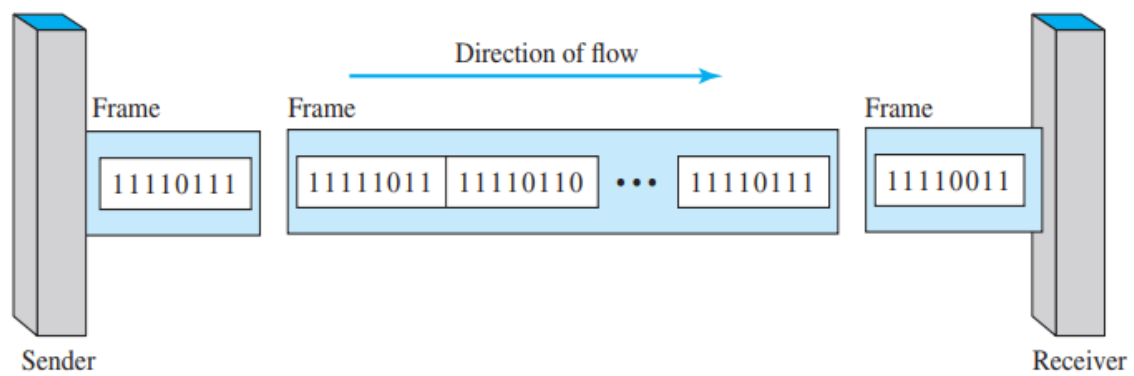 Direction of flow
Frame Frame Frame
11110111 11111011 11110110 ••• 11110111 11110011
Sender Receiver